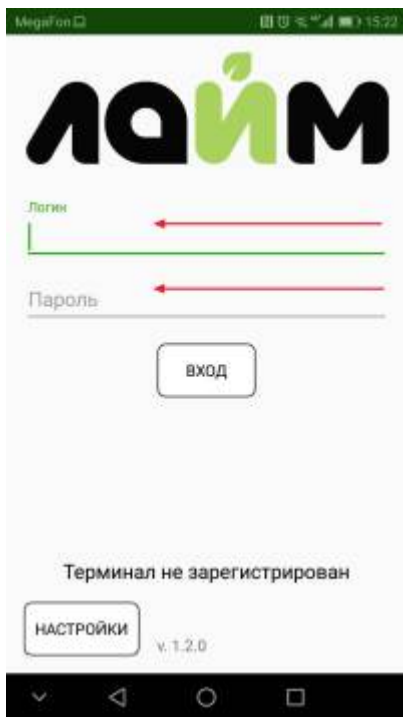 MegaFon
15:22
лайм
Логин
Пароль
ВХОД
Терминал не зарегистрирован
НАСТРОЙКИ
v. 1.2.0